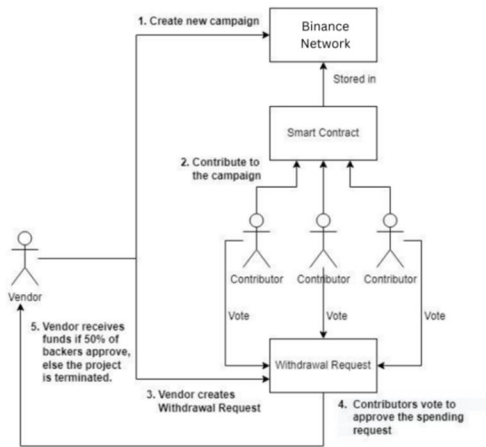 1. Create new campaign
Binance
Network
Stored in
Smart Contract
2. Contribute to
the campaign
Contributor
Contributor
Contributor
Vendor
Vote
Vote
Vote
5. Vendor receives
funds if 50% of
backers approve,
else the project
is terminated.
Withdrawal Request
3. Vendor creates
Withdrawal Request
4. Contributors vote to
approve the spending
request